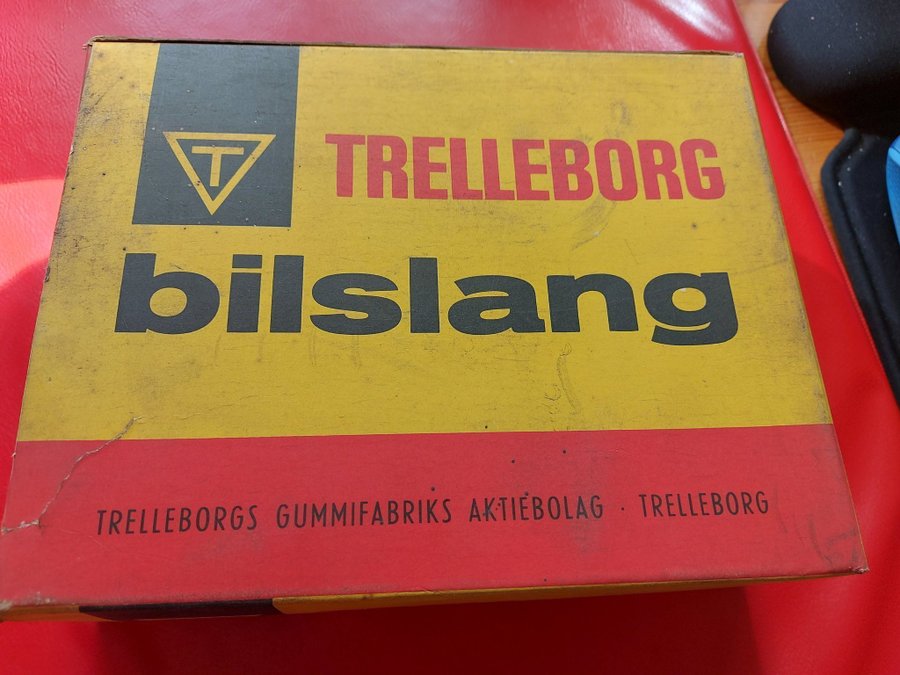 T
TRELLEBORG
bilslang
TRELLEBORGS GUMMIFABRIKS AKTIEBOLAG · TRELLEBORG